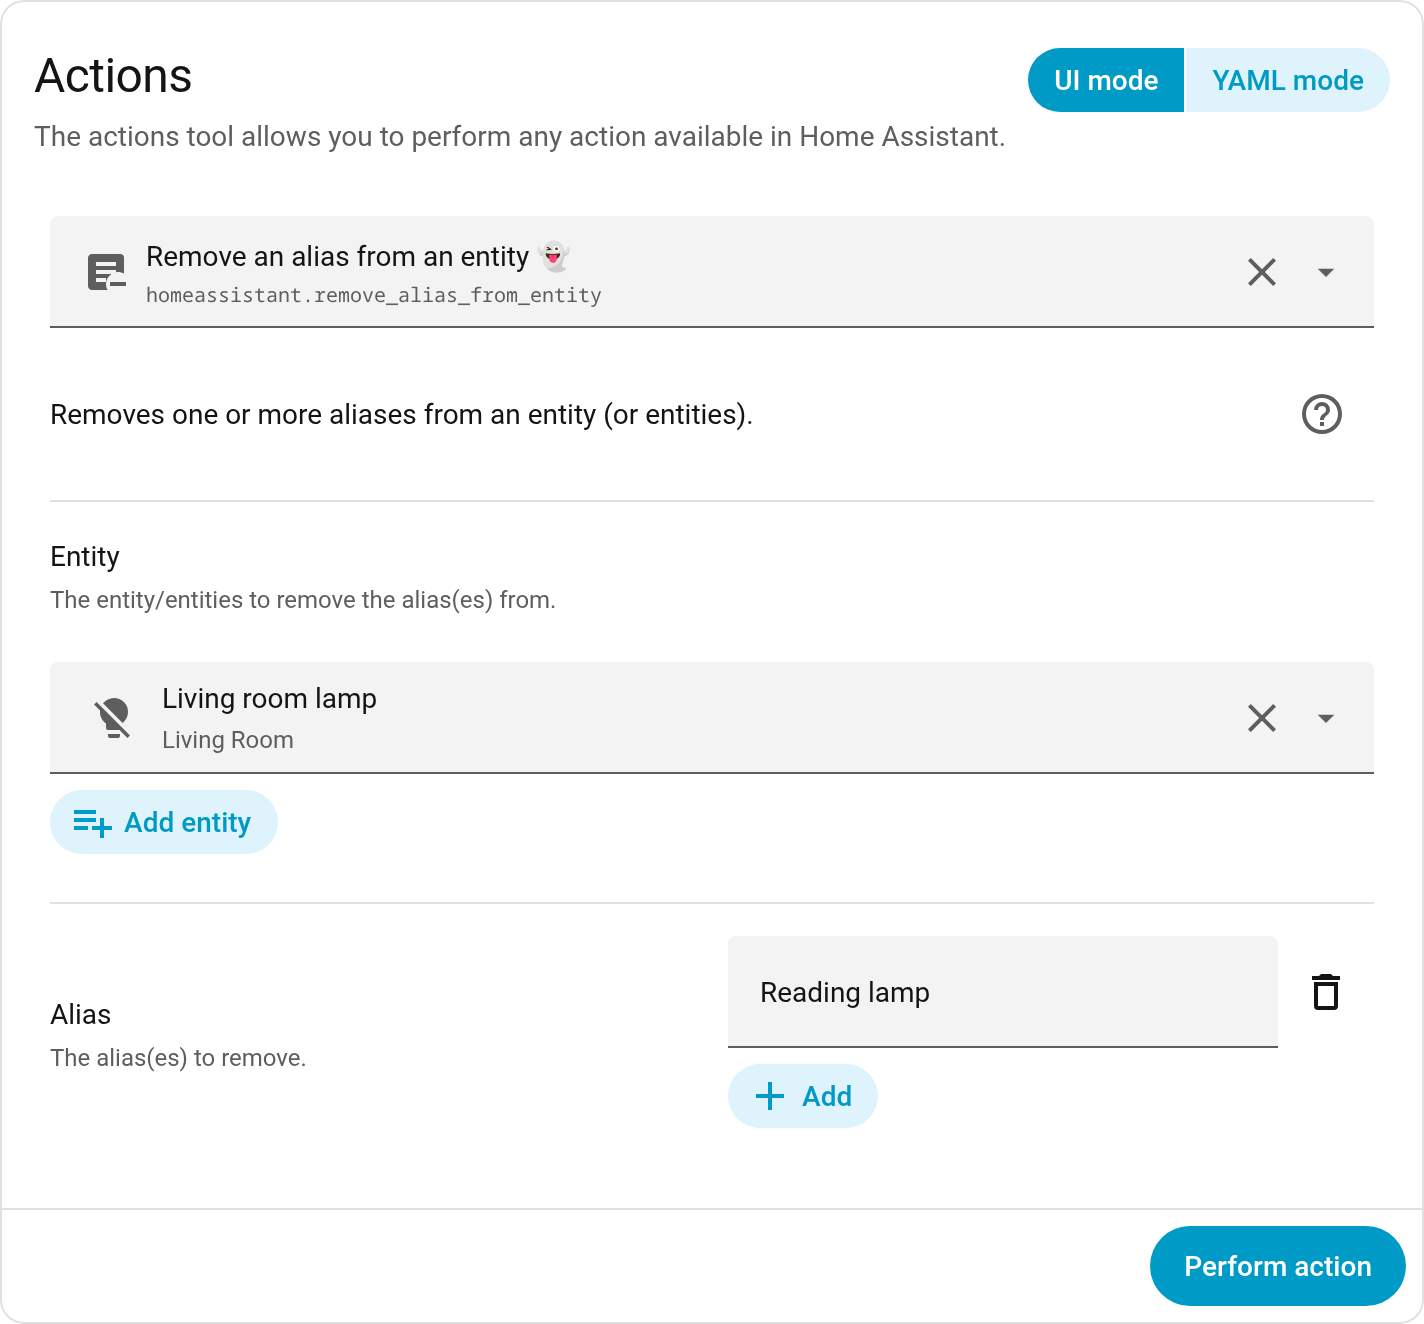 Actions
UI mode
YAML mode
The actions tool allows you to perform any action available in Home Assistant.
Remove an alias from an entity 👻
homeassistant.remove_alias_from_entity
Removes one or more aliases from an entity (or entities).
Entity
The entity/entities to remove the alias(es) from.
Living room lamp
Living Room
Add entity
Alias
The alias(es) to remove.
Reading lamp
Add
Perform action